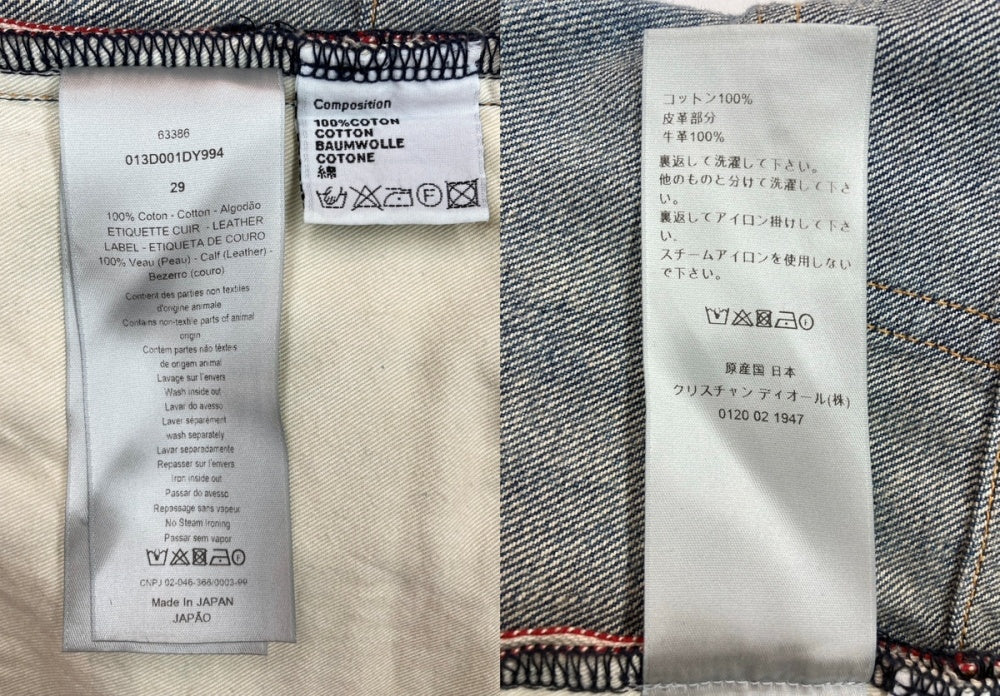 63386
013D001DY994
29
100% Coton - Cotton - Algodão
ETIQUETTE CUIR - LEATHER
LABEL - ETIQUETA DE COURO
100% Veau (Peau) - Calf (Leather) -
Bezerro (couro)
Contient des parties non textiles
d'origine animale
Contains non-textile parts of animal
origin
Contém partes não têxteis
de origem animal
Lavage sur l'envers
Wash inside out
Lavar do avesso
Laver séparément
wash separately
Lavar separadamente
Repasser sur l'envers
Iron inside out
Passar do avesso
Repassage sans vapeur
No Steam Ironing
Passar sem vapor
F
CNPJ 02-046-366/0003-99
Made In JAPAN
JAPÃO
Composition
100%COTON
COTTON
BAUMWOLLE
COTONE
綿
F
コットン100%
皮革部分
牛革100%
裏返して洗濯して下さい。
他のものと分けて洗濯して下さ
い。
裏返してアイロン掛けして下さ
い。
スチームアイロンを使用しない
で下さい。
F
原産国 日本
クリスチャン ディオール(株)
0120 02 1947